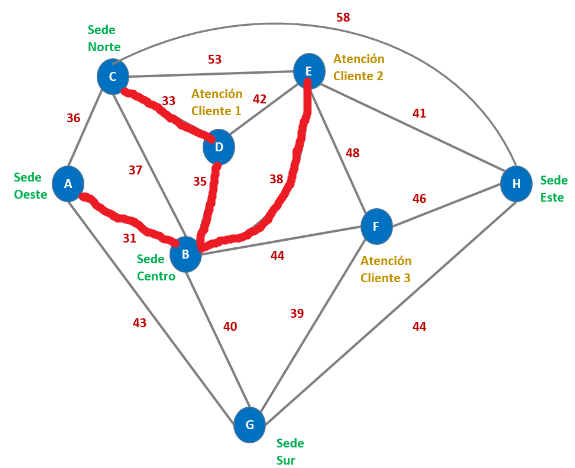 58
Sede
Norte
53
Atención
Cliente 2
C
E
33
Atención
Cliente 1
42
41
36
D
48
37
35
38
Sede
Oeste
A
H
Sede
Este
46
31
F
B
44
Sede
Centro
Atención
Cliente 3
43
40
39
44
G
Sede
Sur